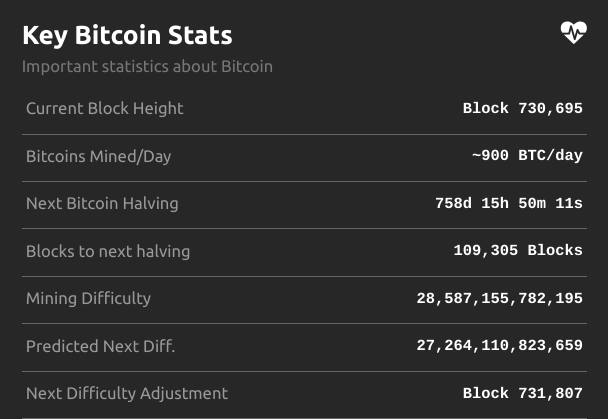 Key Bitcoin Stats
Important statistics about Bitcoin
Current Block Height Block 730,695
Bitcoins Mined/Day ~900 BTC/day
Next Bitcoin Halving 758d 15h 50m 11s
Blocks to next halving 109,305 Blocks
Mining Difficulty 28,587,155,782,195
Predicted Next Diff. 27,264,110,823,659
Next Difficulty Adjustment Block 731,807